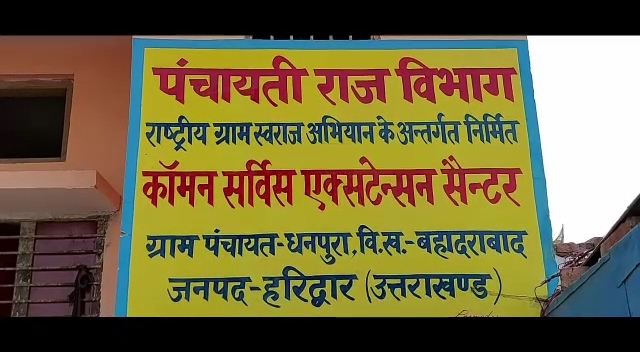 पंचायती राज विभाग
राष्ट्रीय ग्राम स्वराज अभियान के अन्तर्गत निर्मित
कॉमन सर्विस एक्सटेन्सन सैन्टर
ग्राम पंचायत-धनपुरा, वि.ख.-बहादराबाद
जनपद-हरिद्वार (उत्तराखण्ड)